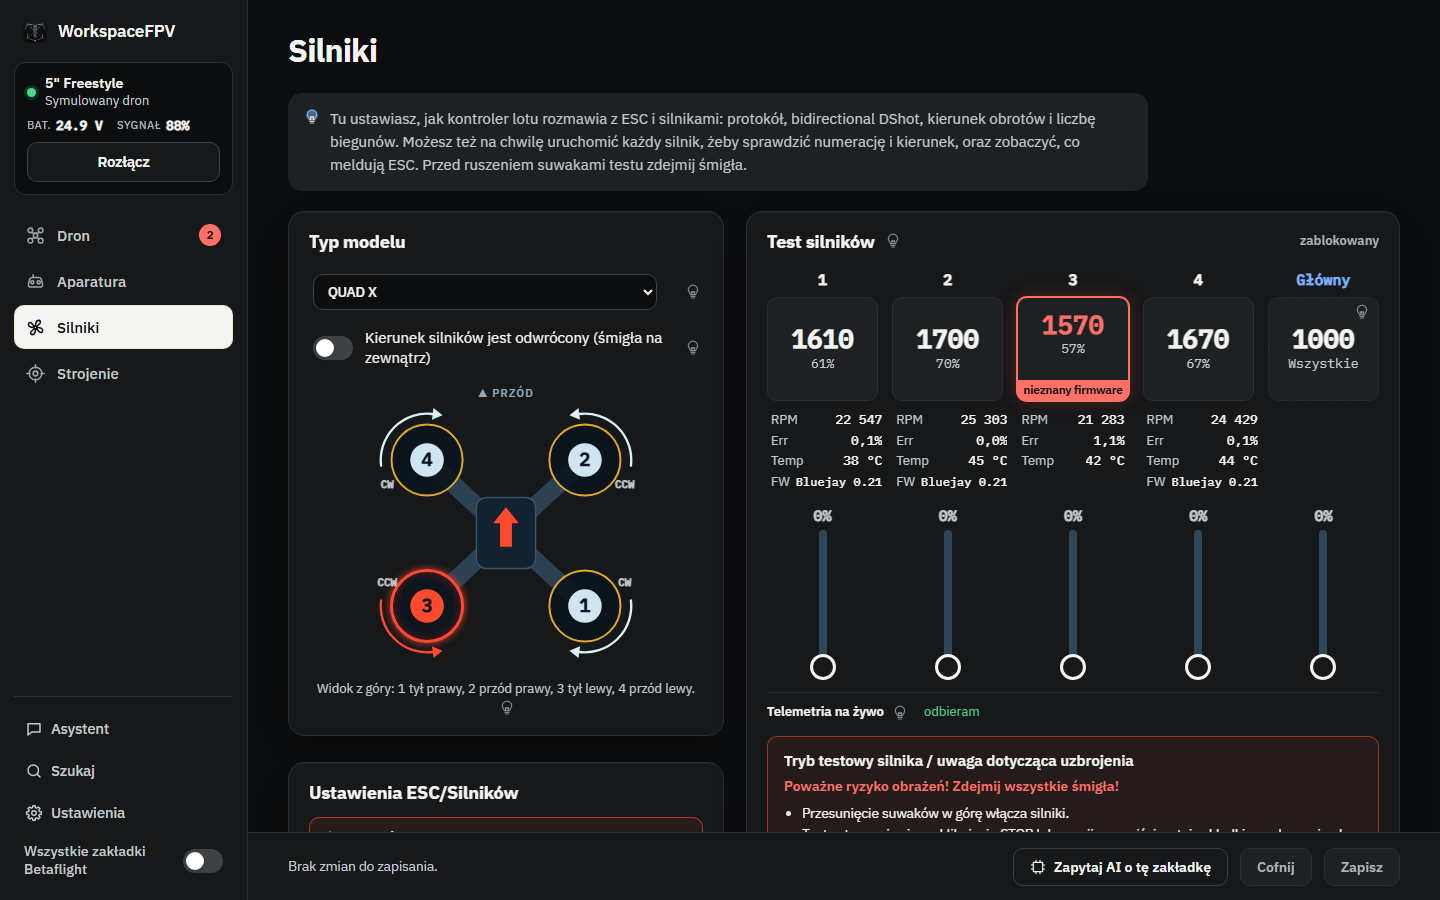 WorkspaceFPV
5" Freestyle
Symulowany dron
BAT. 24.9 V SYGNAŁ 88%
Rozłącz
Dron 2
Aparatura
Silniki
Strojenie
Asystent
Szukaj
Ustawienia
Wszystkie zakładki
Betaflight
Silniki
Tu ustawiasz, jak kontroler lotu rozmawia z ESC i silnikami: protokół, bidirectional DShot, kierunek obrotów i liczbę
biegunów. Możesz też na chwilę uruchomić każdy silnik, żeby sprawdzić numerację i kierunek, oraz zobaczyć, co
meldują ESC. Przed ruszeniem suwakami testu zdejmij śmigła.
Typ modelu
QUAD X
Kierunek silników jest odwrócony (śmigła na
zewnątrz)
▲ PRZÓD
4 2
CW CCW
CCW CW
3 1
Widok z góry: 1 tył prawy, 2 przód prawy, 3 tył lewy, 4 przód lewy.
Ustawienia ESC/Silników
Test silników zablokowany
1 2 3 4 Główny
1610 1700 1570 1670 1000
61% 70% 57% 67% Wszystkie
nieznany firmware
RPM 22 547 RPM 25 303 RPM 21 283 RPM 24 429
Err 0,1% Err 0,0% Err 1,1% Err 0,1%
Temp 38 °C Temp 45 °C Temp 42 °C Temp 44 °C
FW Bluejay 0.21 FW Bluejay 0.21 FW Bluejay 0.21
0% 0% 0% 0% 0%
Telemetria na żywo odbieram
Tryb testowy silnika / uwaga dotycząca uzbrojenia
Poważne ryzyko obrażeń! Zdejmij wszystkie śmigła!
• Przesunięcie suwaków w górę włącza silniki.
Brak zmian do zapisania.
Zapytaj AI o tę zakładkę
Cofnij
Zapisz